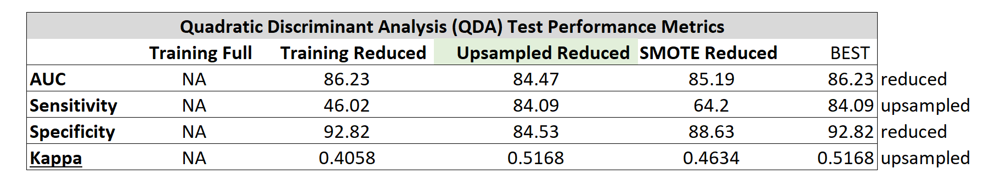 Quadratic Discriminant Analysis (QDA) Test Performance Metrics
Training Full Training Reduced Upsampled Reduced SMOTE Reduced BEST
AUC NA 86.23 84.47 85.19 86.23 reduced
Sensitivity NA 46.02 84.09 64.2 84.09 upsampled
Specificity NA 92.82 84.53 88.63 92.82 reduced
Kappa NA 0.4058 0.5168 0.4634 0.5168 upsampled